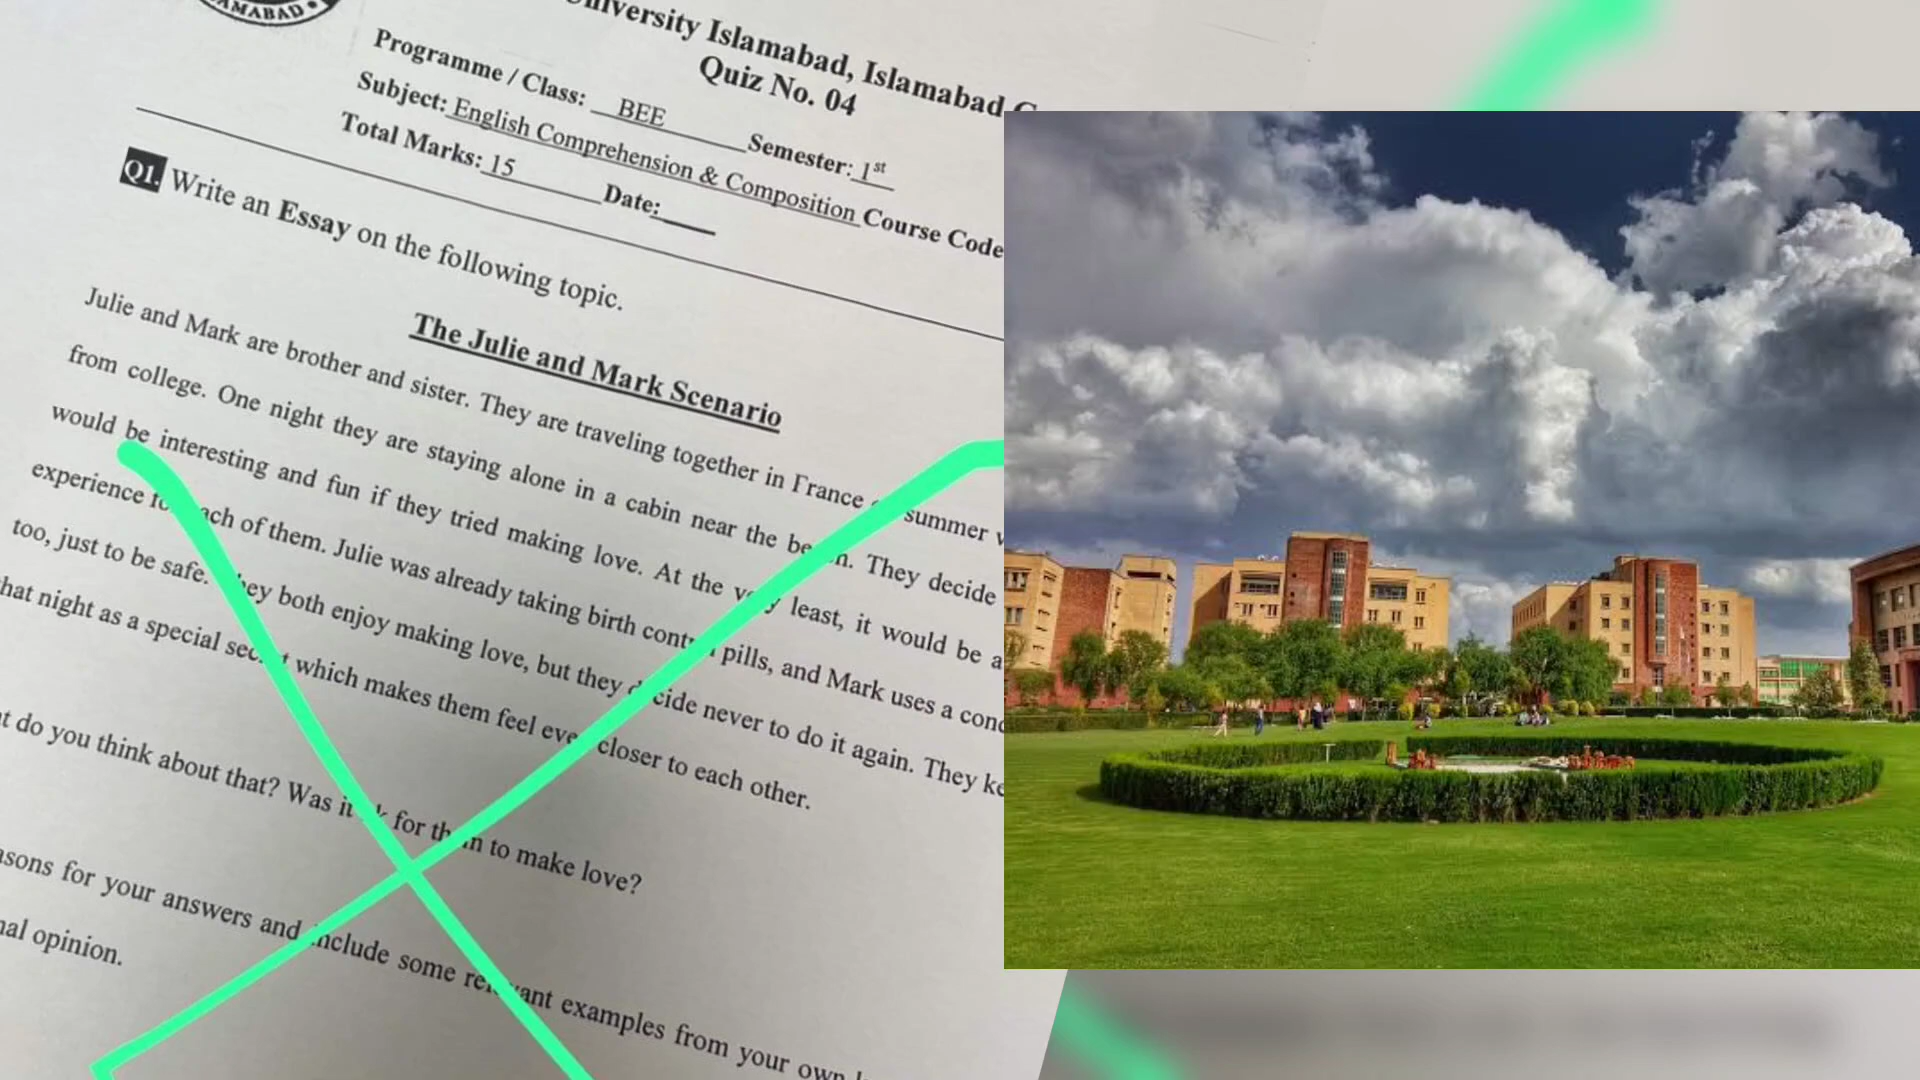 AMABAD
University Islamabad, Islamabad
Quiz No. 04
Programme / Class: BEE Semester: 1st
Subject: English Comprehension & Composition Course Code
Total Marks: 15 Date:
Q1. Write an Essay on the following topic.
The Julie and Mark Scenario
Julie and Mark are brother and sister. They are traveling together in France summer
from college. One night they are staying alone in a cabin near the They decide
would be interesting and fun if they tried making love. At the least, it would be a
experience of them. Julie was already taking birth pills, and Mark uses a
too, just to be safe. both enjoy making love, but they never to do it again. They
that night as a special which makes them feel closer to each other.
do you think about that? Was it for to make love?
for your answers and include some examples from your own
opinion.